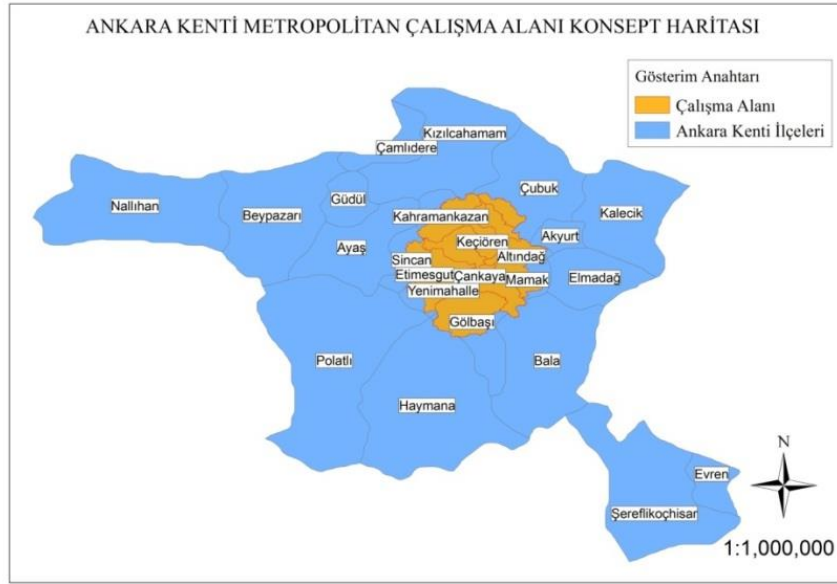 ANKARA KENTİ METROPOLİTAN ÇALIŞMA ALANI KONSEPT HARİTASI
Gösterim Anahtarı
Çalışma Alanı
Ankara Kenti İlçeleri
Kızılcahamam
Çamlıdere
Çubuk
Nallıhan
Beypazarı
Güdül
Kahramankazan
Kalecik
Ayaş
Keçiören
Akyurt
Sincan
Altındağ
Etimesgut
Çankaya
Mamak
Elmadağ
Yenimahalle
Gölbaşı
Polatlı
Bala
Haymana
N
Evren
Şereflikoçhisar
1:1,000,000